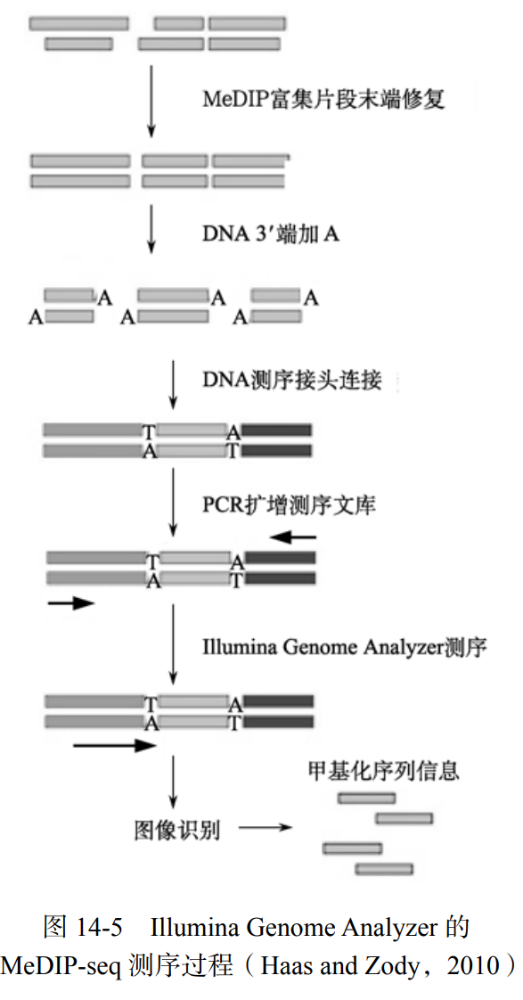 MeDIP富集片段末端修复
DNA 3′端加 A
A A A
A A A
DNA测序接头连接
T A
A T
PCR扩增测序文库
T A
A T
Illumina Genome Analyzer测序
T A
A T
甲基化序列信息
图像识别
图 14-5 Illumina Genome Analyzer 的
MeDIP-seq 测序过程（Haas and Zody，2010）